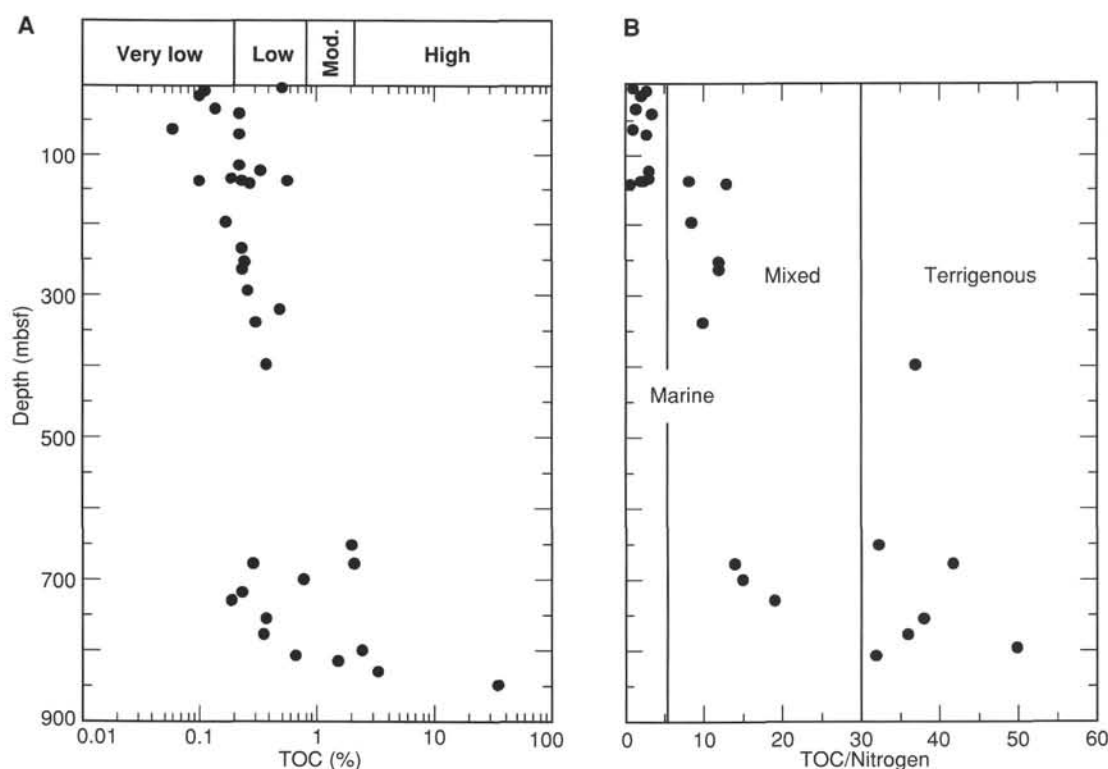 A
Very low Low Mod. High
100
300
500
700
900
Depth (mbsf)
0.01 0.1 1 10 100
TOC (%)
B
Marine
Mixed
Terrigenous
0 10 20 30 40 50 60
TOC/Nitrogen